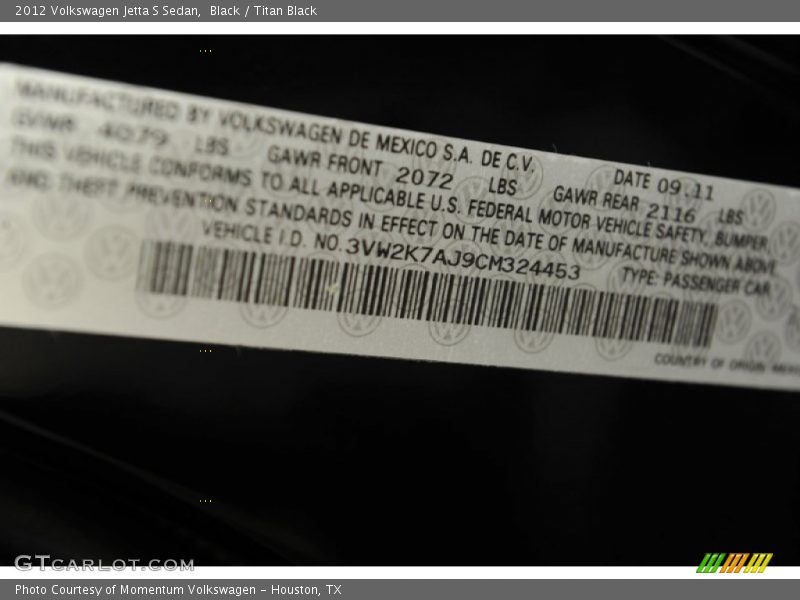 2012 Volkswagen Jetta S Sedan,  Black / Titan Black
MANUFACTURED BY VOLKSWAGEN DE MEXICO S.A. DE C.V. DATE 09.11
GVWR 4079 LBS GAWR FRONT 2072 LBS GAWR REAR 2116 LBS
THIS VEHICLE CONFORMS TO ALL APPLICABLE U.S. FEDERAL MOTOR VEHICLE SAFETY, BUMPER,
AND THEFT PREVENTION STANDARDS IN EFFECT ON THE DATE OF MANUFACTURE SHOWN ABOVE
VEHICLE I.D. NO. 3VW2K7AJ9CM324453 TYPE: PASSENGER CAR
COUNTRY OF ORIGIN MEXICO
GTCARLOT.COM
Photo Courtesy of Momentum Volkswagen – Houston, TX